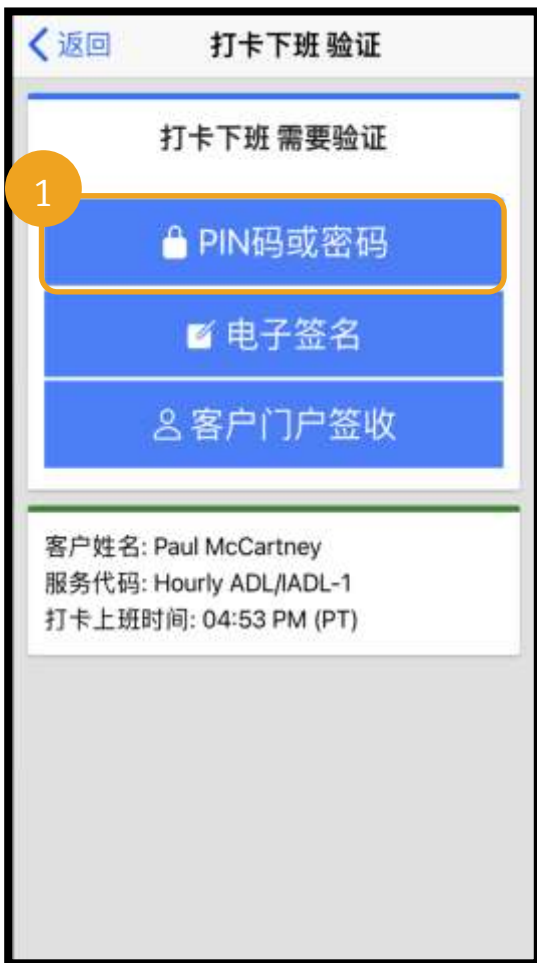 返回 打卡下班 验证
打卡下班 需要验证
1
PIN码或密码
电子签名
客户门户签收
客户姓名: Paul McCartney
服务代码: Hourly ADL/IADL-1
打卡上班时间: 04:53 PM (PT)